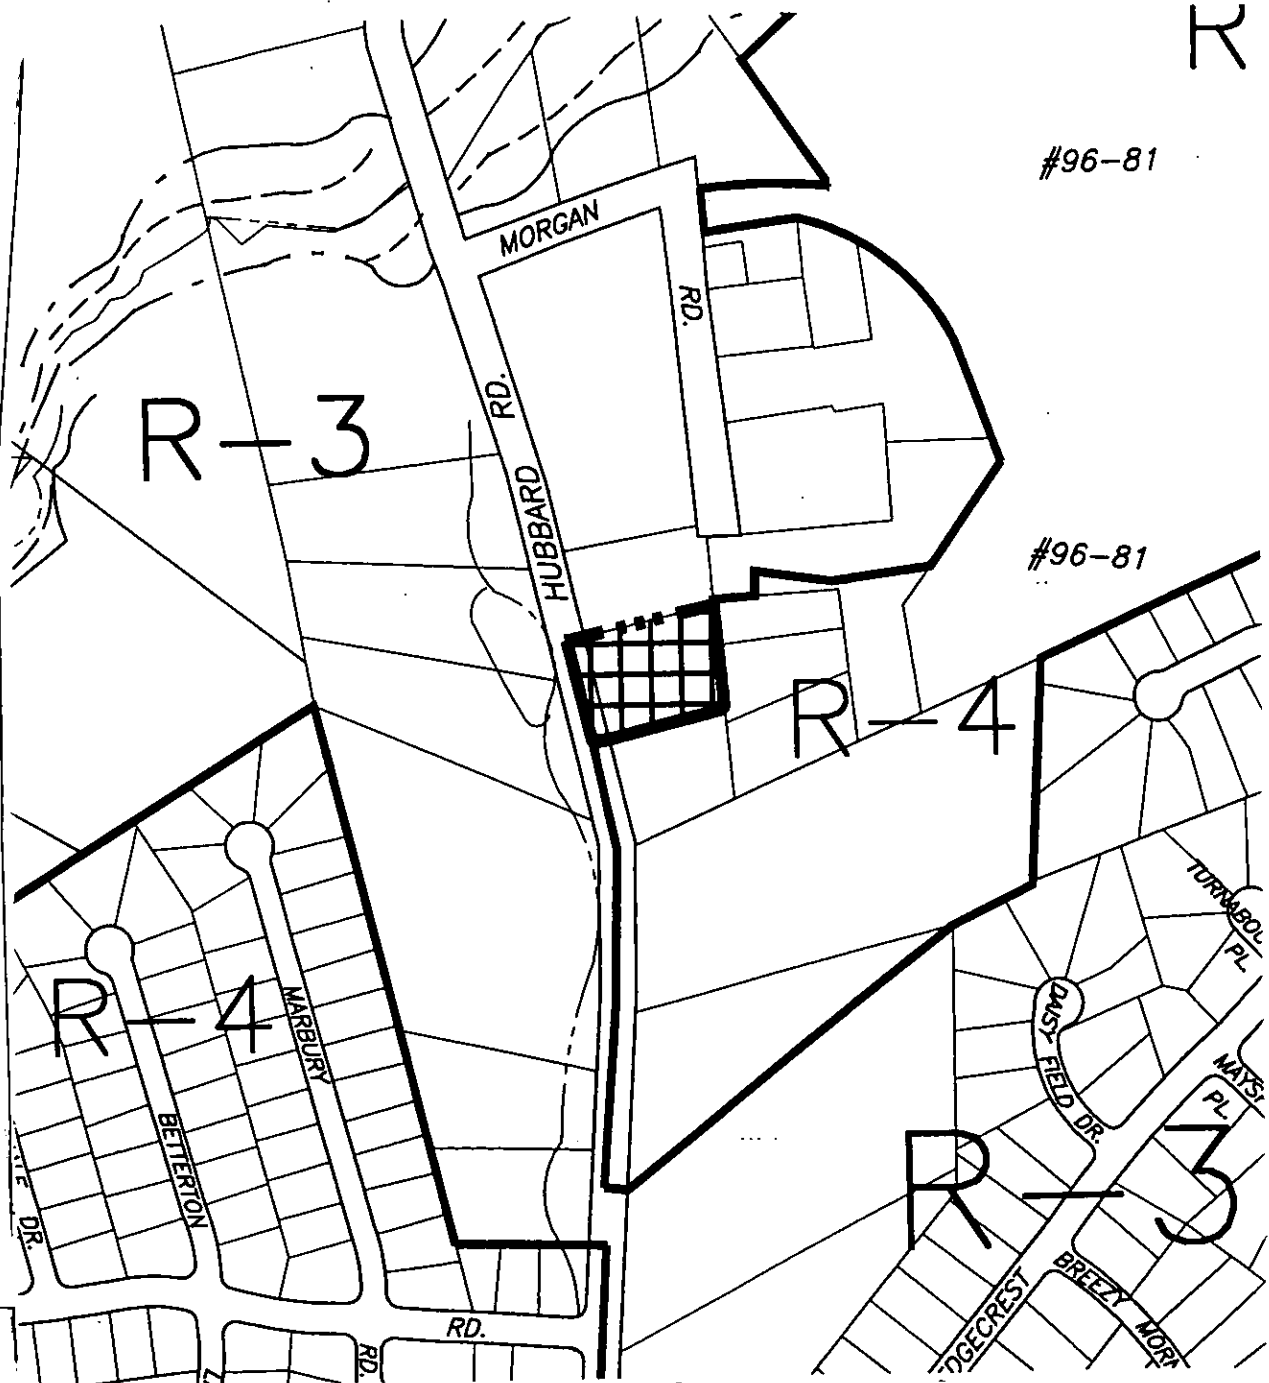 R
#96-81
MORGAN
RD.
RD.
HUBBARD
R-3
#96-81
R-4
TURNABOU
PL.
DAISY FIELD DR.
MAYS
PL.
R-4
MARBURY
BETTERTON
DR.
R-3
BREEZY MORN
EDGECREST
RD.
RD.